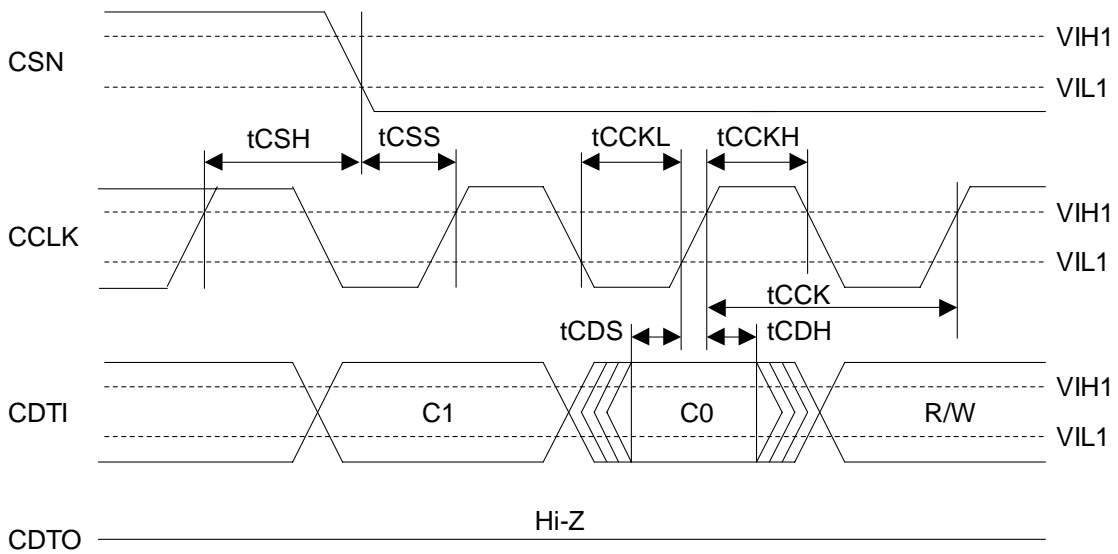 CSN
VIH1
VIL1
tCSH
tCSS
tCCKL
tCCKH
CCLK
VIH1
VIL1
tCCK
tCDS
tCDH
CDTI
C1
C0
R/W
VIH1
VIL1
CDTO
Hi-Z